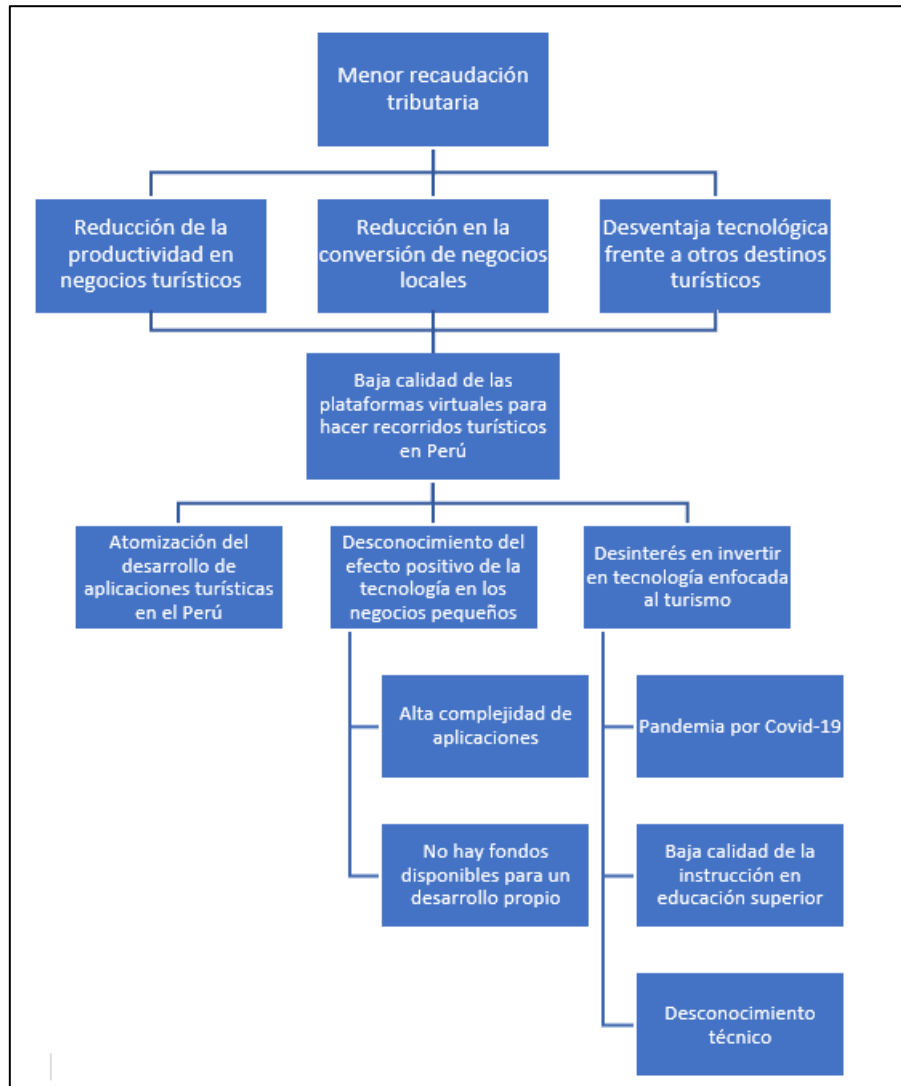 Menor recaudación
tributaria
Reducción de la
productividad en
negocios turísticos
Reducción en la
conversión de negocios
locales
Desventaja tecnológica
frente a otros destinos
turísticos
Baja calidad de las
plataformas virtuales para
hacer recorridos turísticos
en Perú
Atomización del
desarrollo de
aplicaciones turísticas
en el Perú
Desconocimiento del
efecto positivo de la
tecnología en los
negocios pequeños
Desinterés en invertir
en tecnología enfocada
al turismo
Alta complejidad de
aplicaciones
Pandemia por Covid-19
No hay fondos
disponibles para un
desarrollo propio
Baja calidad de la
instrucción en
educación superior
Desconocimiento
técnico